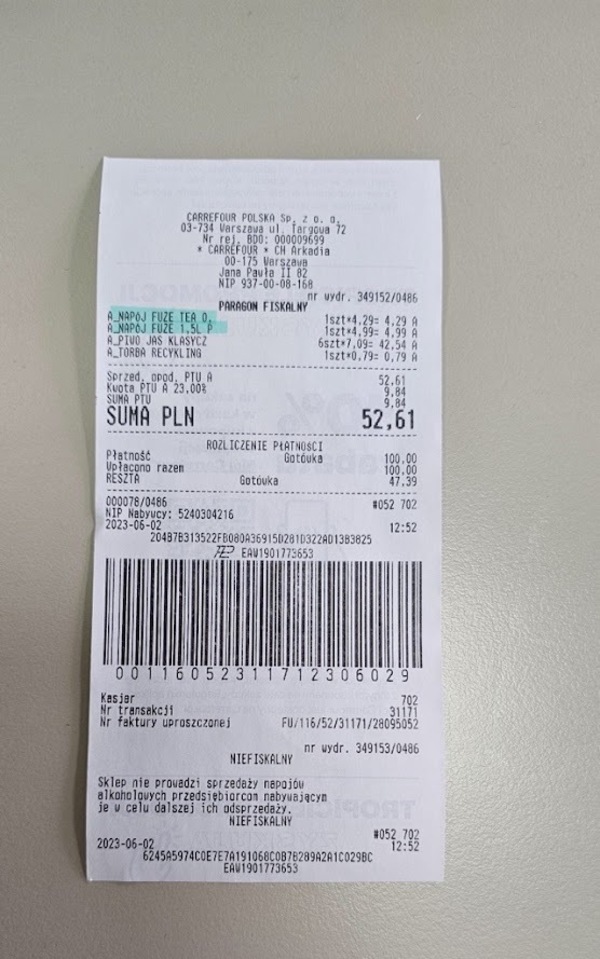 CARREFOUR POLSKA Sp. z o. o.
03-734 Warszawa ul. Targowa 72
Nr rej. BDO: 000009699
* CARREFOUR * CH Arkadia
00-175 Warszawa
Jana Pawła II 82
NIP 937-00-08-168
nr wydr. 349152/0486
PARAGON FISKALNY
A_NAPÓJ FUZE TEA 0, 1szt*4,29= 4,29 A
A_NAPÓJ FUZE 1,5L P 1szt*4,99= 4,99 A
A_PIWO JAS KLASYCZ 6szt*7,09= 42,54 A
A_TORBA RECYKLING 1szt*0,79= 0,79 A
Sprzed. opod. PTU A 52,61
Kwota PTU A 23,00% 9,84
SUMA PTU 9,84
SUMA PLN 52,61
ROZLICZENIE PŁATNOŚCI
Płatność Gotówka 100,00
Wpłacono razem 100,00
RESZTA Gotówka 47,39
000078/0486 #052 702
NIP Nabywcy: 5240304216
2023-06-02 12:52
204B7B313522FB080A36915D281D322AD13B3825
EAW1901773653
00116052311712306029
Kasjer 702
Nr transakcji 31171
Nr faktury uproszczonej FU/116/52/31171/28095052
nr wydr. 349153/0486
NIEFISKALNY
Sklep nie prowadzi sprzedaży napojów
alkoholowych przedsiębiorcom nabywającym
je w celu dalszej ich odsprzedaży.
NIEFISKALNY
#052 702
2023-06-02 12:52
6245A5974C0E7E7A191068C0B7B289A2A1C029BC
EAW1901773653